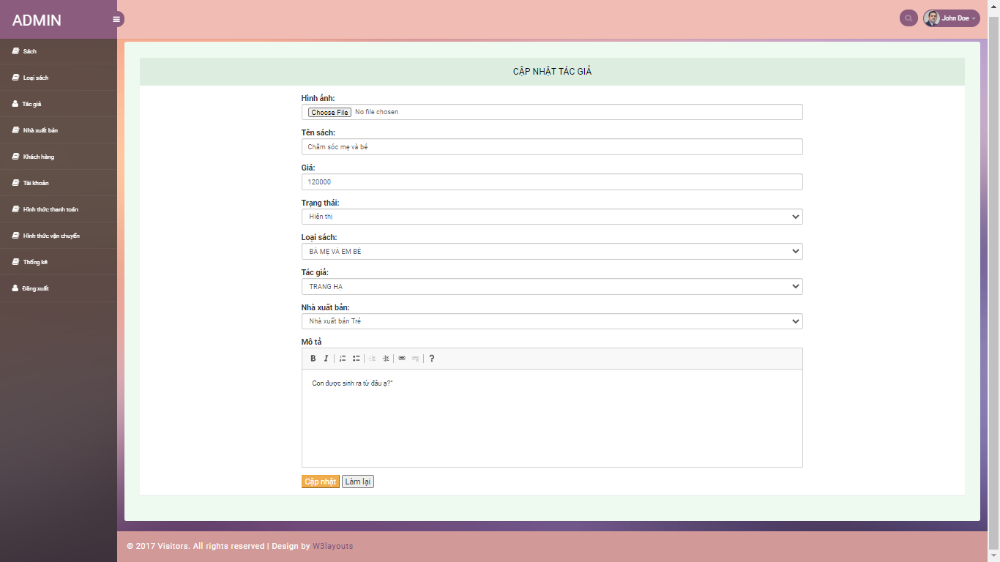 ADMIN
John Doe
Sách
Loại sách
Tác giả
Nhà xuất bản
Khách hàng
Tài khoản
Hình thức thanh toán
Hình thức vận chuyển
Thống kê
Đăng xuất
CẬP NHẬT TÁC GIẢ
Hình ảnh:
Choose File No file chosen
Tên sách:
Chăm sóc mẹ và bé
Giá:
120000
Trạng thái:
Hiện thị
Loại sách:
BÀ MẸ VÀ EM BÉ
Tác giả:
TRANG HẠ
Nhà xuất bản:
Nhà xuất bản Trẻ
Mô tả
B I ?
Con được sinh ra từ đâu ạ?"
Cập nhật Làm lại
© 2017 Visitors. All rights reserved | Design by W3layouts